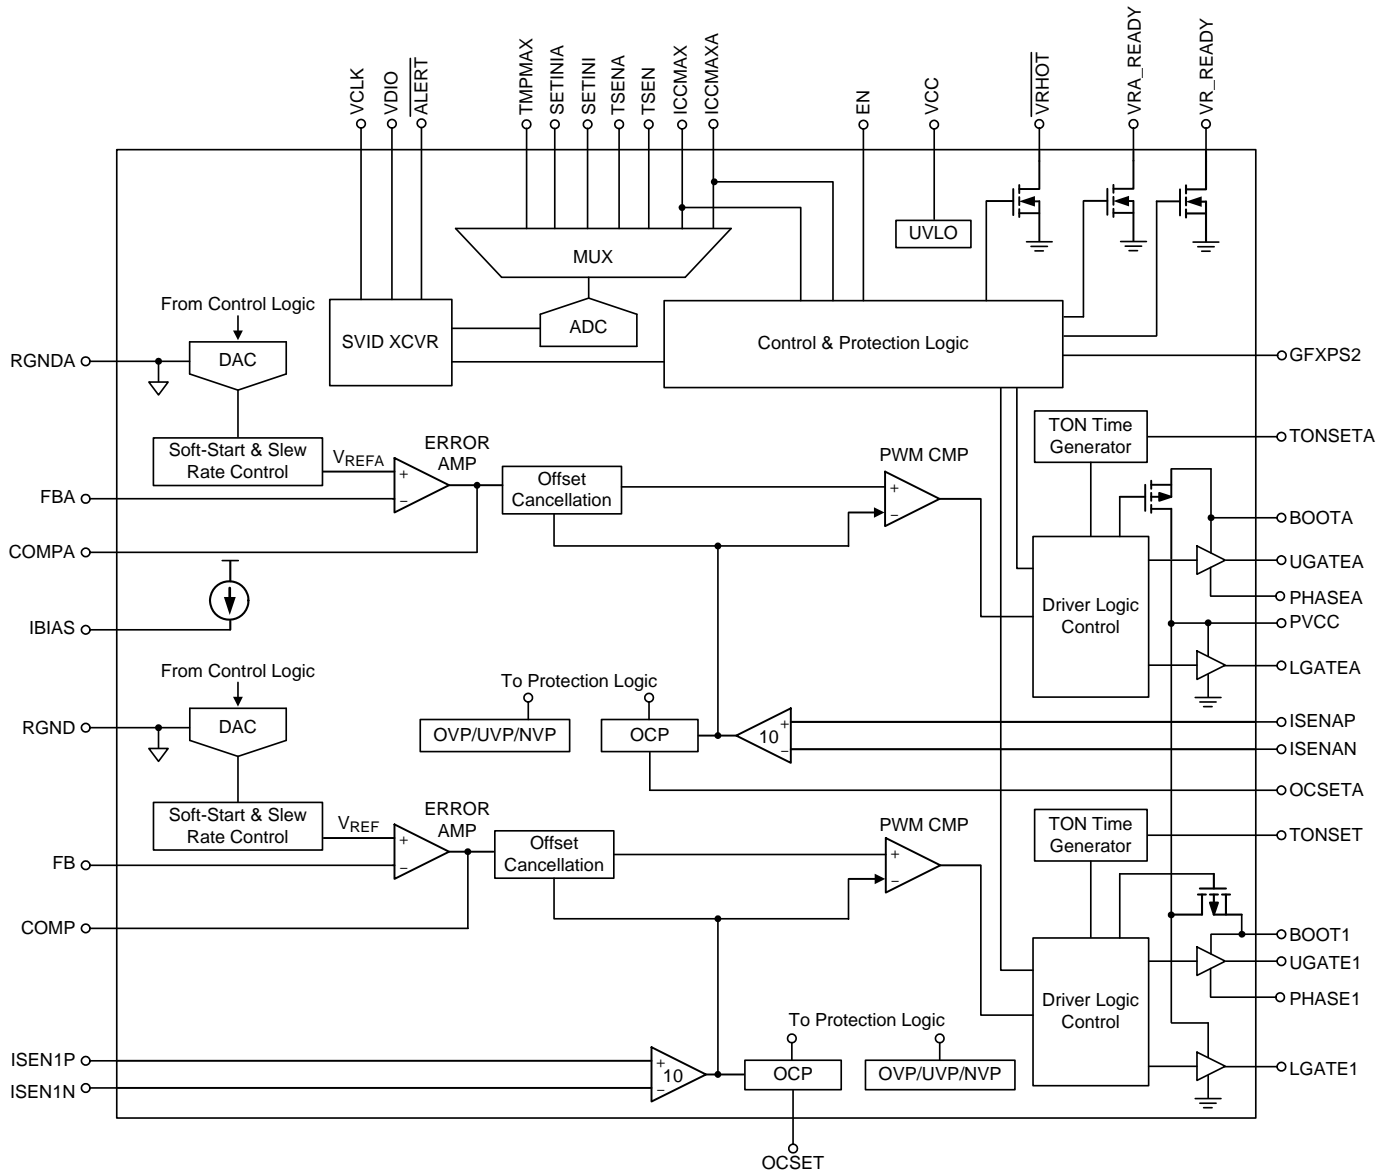 VCLK
VDIO
ALERT
TMPMAX
SETINIA
SETINI
TSENA
TSEN
ICCMAX
ICCMAXA
EN
VCC
VRHOT
VRA_READY
VR_READY
UVLO
MUX
ADC
From Control Logic
DAC
SVID XCVR
Control & Protection Logic
RGNDA
GFXPS2
Soft-Start & Slew
Rate Control
VREFA
+
−
ERROR
AMP
Offset
Cancellation
PWM CMP
+
−
TON Time
Generator
TONSETA
FBA
COMPA
IBIAS
BOOTA
UGATEA
PHASEA
PVCC
LGATEA
Driver Logic
Control
From Control Logic
DAC
RGND
To Protection Logic
OVP/UVP/NVP
OCP
10
+
−
ISENAP
ISENAN
OCSETA
Soft-Start & Slew
Rate Control
VREF
+
−
ERROR
AMP
Offset
Cancellation
PWM CMP
+
−
TON Time
Generator
TONSET
FB
COMP
BOOT1
UGATE1
PHASE1
LGATE1
Driver Logic
Control
To Protection Logic
ISEN1P
ISEN1N
+
−
10
OCP
OVP/UVP/NVP
OCSET